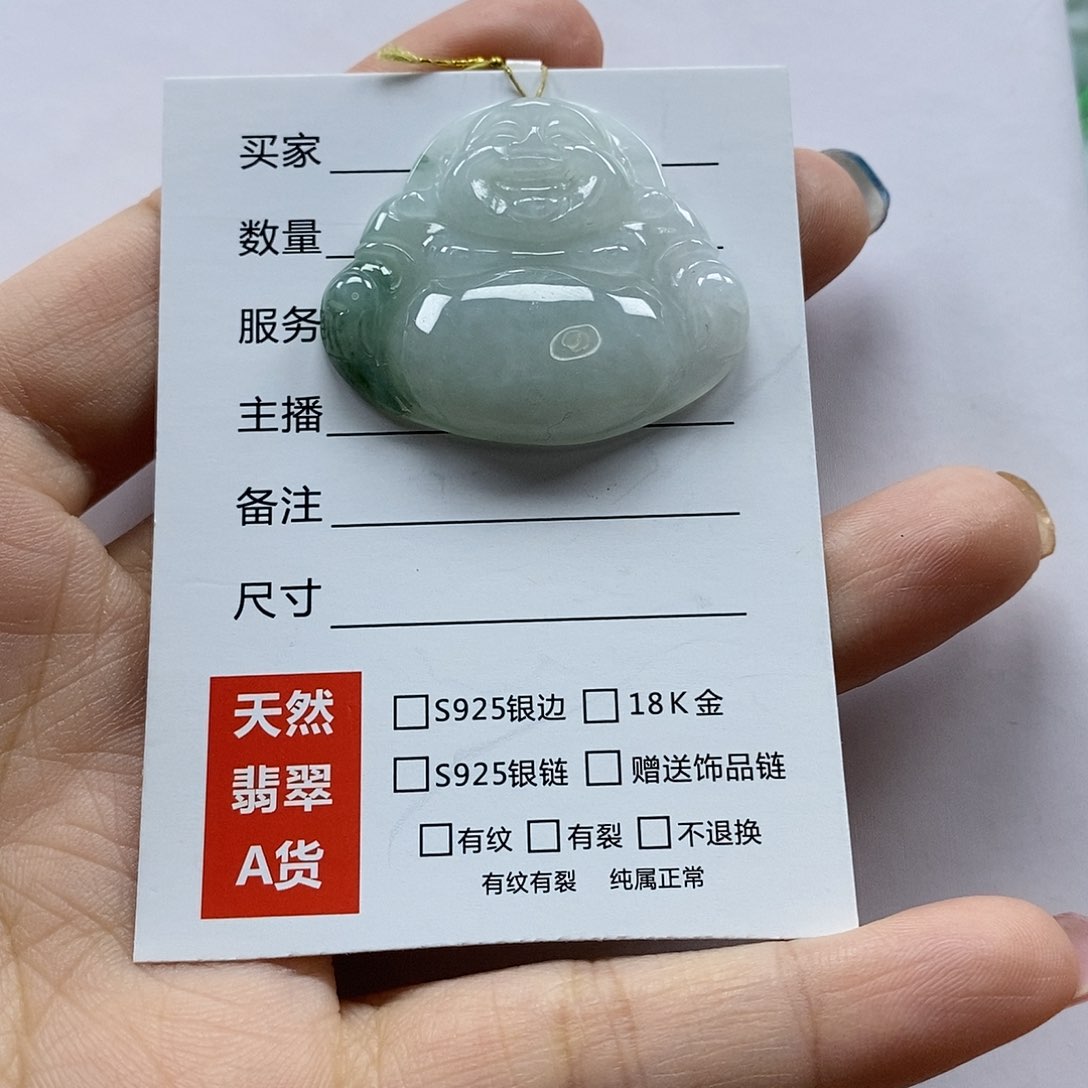 买家
数量
服务
主播
备注
尺寸
天然
翡翠
A货
□S925银边 □18K金
□S925银链 □赠送饰品链
□有纹 □有裂 □不退换
有纹有裂 纯属正常